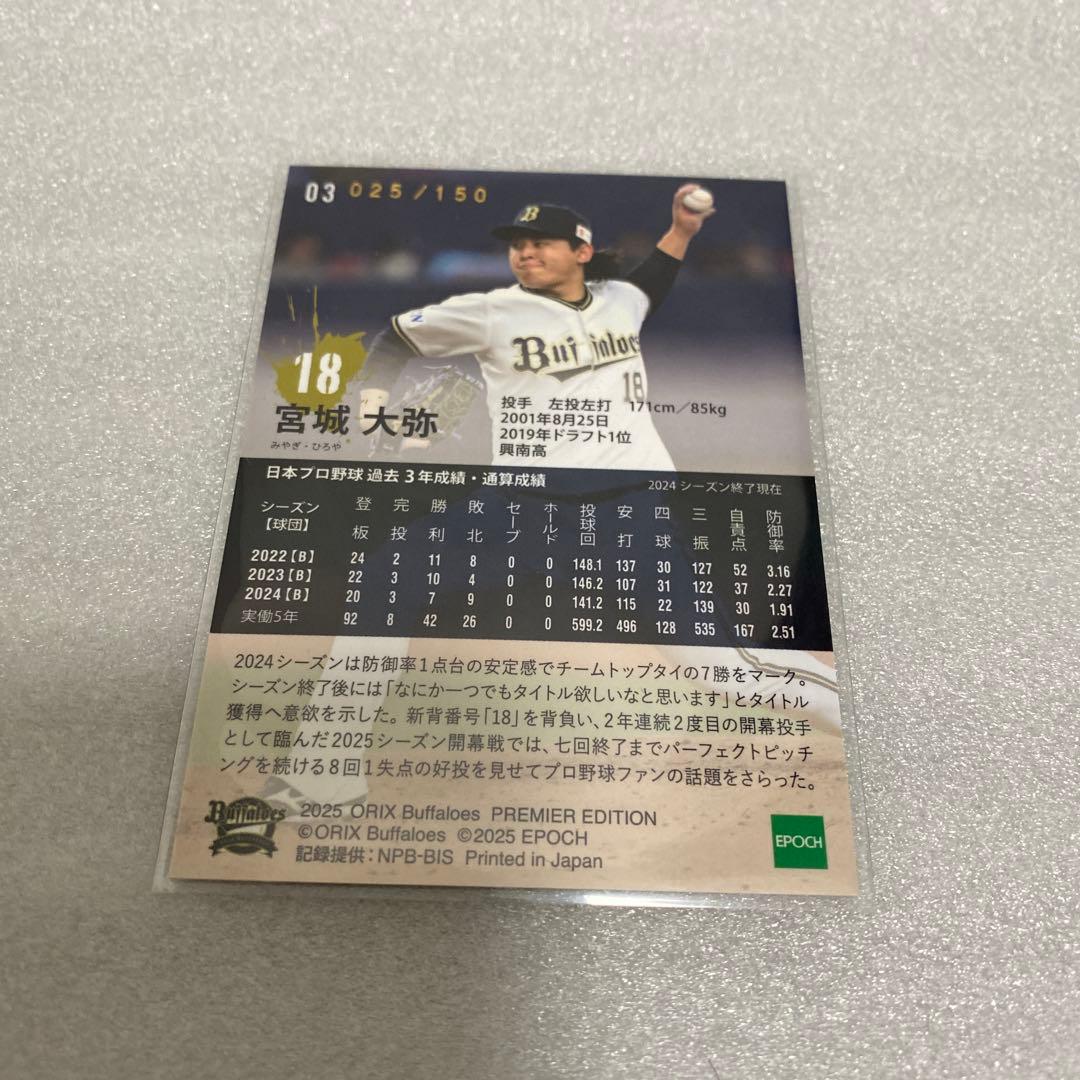 03 025/150
B
Buffaloes
18
18
宮城 大弥
みやぎ・ひろや
投手 左投左打 171cm/85kg
2001年8月25日
2019年ドラフト1位
興南高
日本プロ野球 過去3年成績・通算成績
2024シーズン終了現在
シーズン【球団】 登板 完投 勝利 敗北 セーブ ホールド 投球回 安打 四球 三振 自責点 防御率
2022【B】 24 2 11 8 0 0 148.1 137 30 127 52 3.16
2023【B】 22 3 10 4 0 0 146.2 107 31 122 37 2.27
2024【B】 20 3 7 9 0 0 141.2 115 22 139 30 1.91
実働5年 92 8 42 26 0 0 599.2 496 128 535 167 2.51
2024シーズンは防御率1点台の安定感でチームトップタイの7勝をマーク。
シーズン終了後には「なにか一つでもタイトル欲しいなと思います」とタイトル
獲得へ意欲を示した。新背番号「18」を背負い、2年連続2度目の開幕投手
として臨んだ2025シーズン開幕戦では、七回終了までパーフェクトピッチ
ングを続ける8回1失点の好投を見せてプロ野球ファンの話題をさらった。
Buffaloes
2025 ORIX Buffaloes PREMIER EDITION
©ORIX Buffaloes ©2025 EPOCH
記録提供:NPB-BIS Printed in Japan
EPOCH